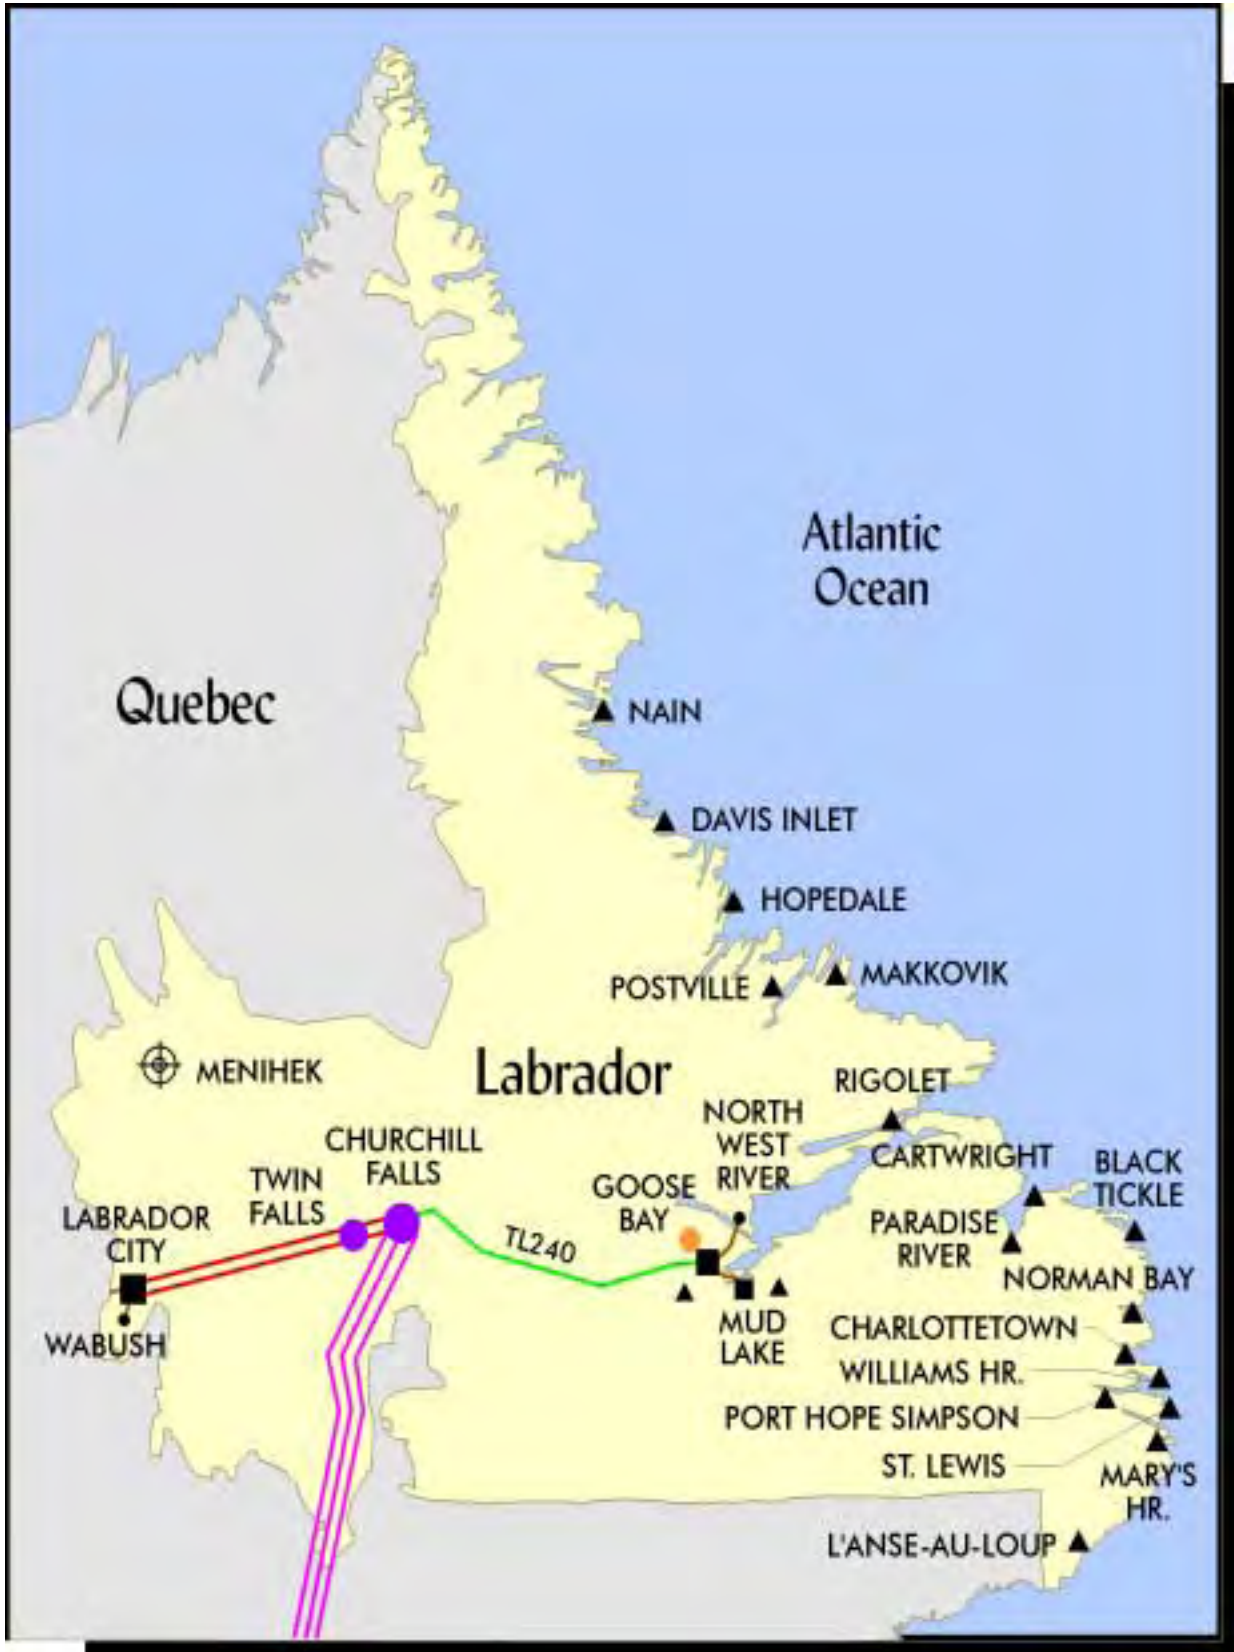 Atlantic
Ocean
Quebec
NAIN
DAVIS INLET
HOPEDALE
MAKKOVIK
POSTVILLE
Labrador
MENIHEK
RIGOLET
NORTH
WEST
RIVER
CHURCHILL
FALLS
CARTWRIGHT
BLACK
TICKLE
TWIN
FALLS
GOOSE
BAY
LABRADOR
CITY
TL240
PARADISE
RIVER
NORMAN BAY
WABUSH
MUD
LAKE
CHARLOTTETOWN
WILLIAMS HR.
PORT HOPE SIMPSON
ST. LEWIS
MARY'S
HR.
L'ANSE-AU-LOUP